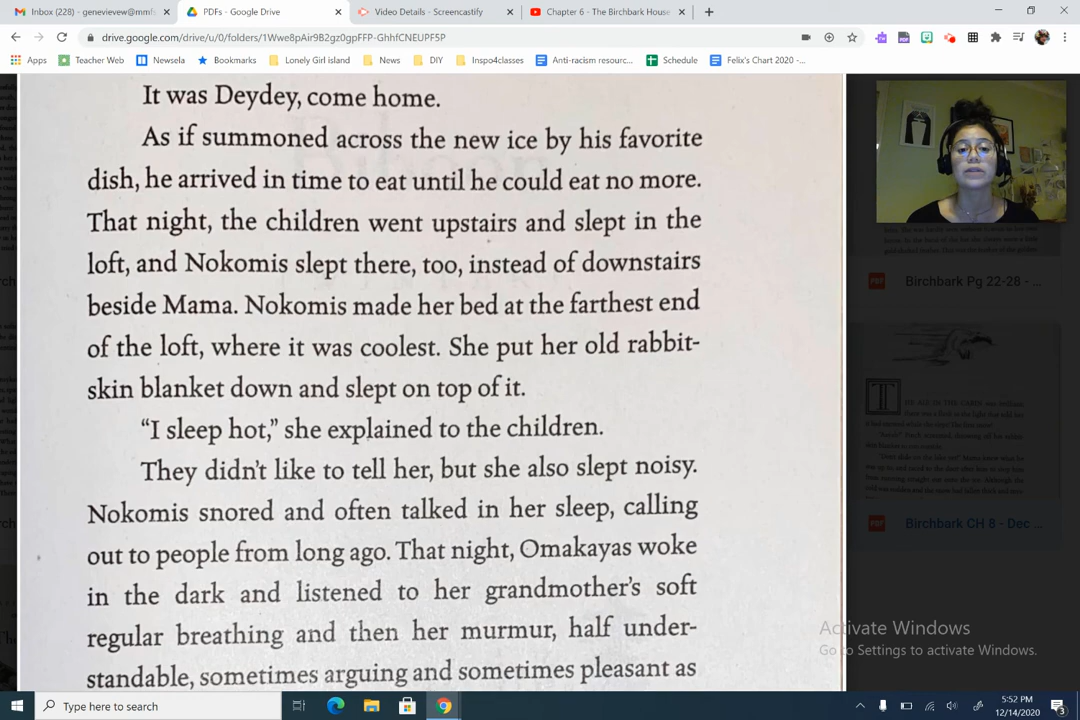 Inbox (228) - genevievew@mmf
PDFs - Google Drive
Video Details - Screencastify
Chapter 6 - The Birchbark House
drive.google.com/drive/u/0/folders/1Wwe8pAir9B2gz0gpFFP-GhhfCNEUPF5P
Apps Teacher Web Newsela Bookmarks Lonely Girl island News DIY Inspo4classes Anti-racism resourc... Schedule Felix's Chart 2020 -...
It was Deydey, come home.
As if summoned across the new ice by his favorite
dish, he arrived in time to eat until he could eat no more.
That night, the children went upstairs and slept in the
loft, and Nokomis slept there, too, instead of downstairs
beside Mama. Nokomis made her bed at the farthest end
of the loft, where it was coolest. She put her old rabbit-
skin blanket down and slept on top of it.
“I sleep hot,” she explained to the children.
They didn’t like to tell her, but she also slept noisy.
Nokomis snored and often talked in her sleep, calling
out to people from long ago. That night, Omakayas woke
in the dark and listened to her grandmother’s soft
regular breathing and then her murmur, half under-
standable, sometimes arguing and sometimes pleasant as
Birchbark Pg 22-28 - ...
Birchbark CH 8 - Dec ...
Activate Windows
Go to Settings to activate Windows.
Type here to search
5:52 PM
12/14/2020
3